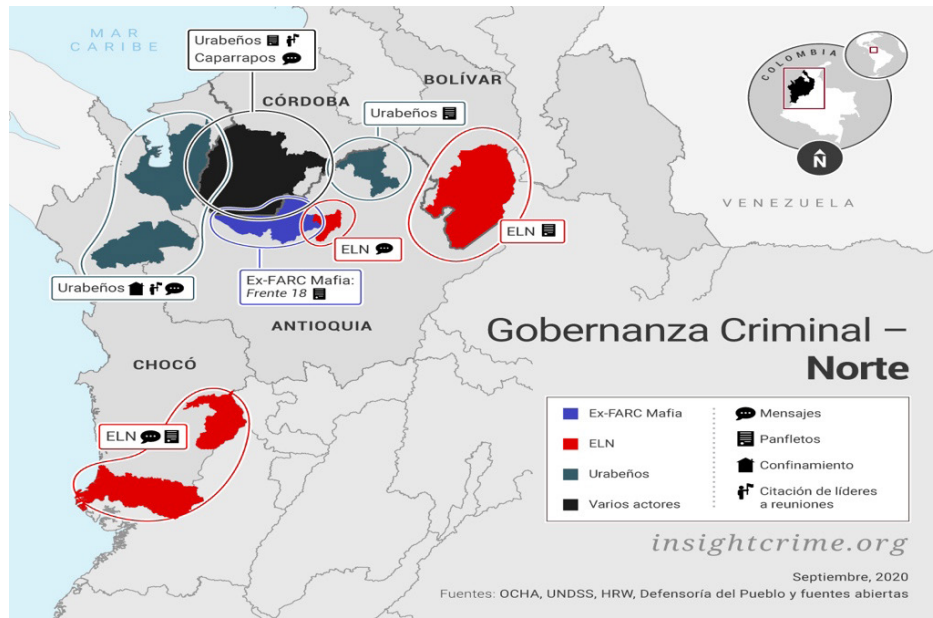 MAR
CARIBE
Urabeños
Caparrapos
BOLÍVAR
CÓRDOBA
Urabeños
COLOMBIA
N
VENEZUELA
ELN
ELN
Urabeños
Ex-FARC Mafia:
Frente 18
ANTIOQUIA
CHOCÓ
ELN
Gobernanza Criminal –
Norte
Ex-FARC Mafia
ELN
Urabeños
Varios actores
Mensajes
Panfletos
Confinamiento
Citación de líderes
a reuniones
insightcrime.org
Septiembre, 2020
Fuentes: OCHA, UNDSS, HRW, Defensoría del Pueblo y fuentes abiertas